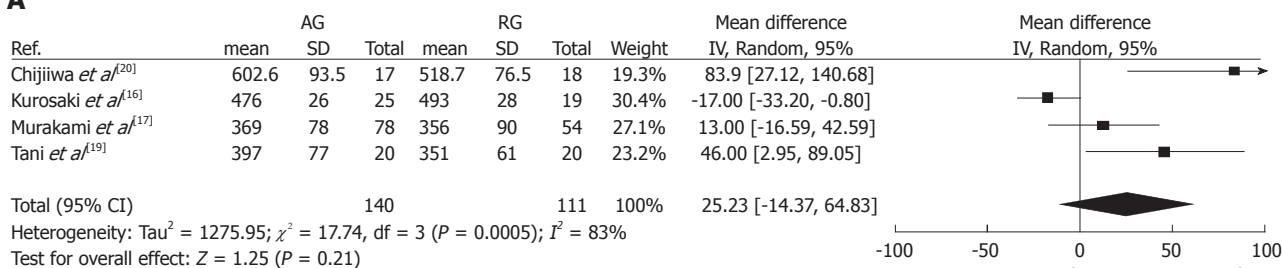 A
AG RG Mean difference Mean difference
Ref. mean SD Total mean SD Total Weight IV, Random, 95% IV, Random, 95%
Chijiiwa et al[20] 602.6 93.5 17 518.7 76.5 18 19.3% 83.9 [27.12, 140.68]
Kurosaki et al[16] 476 26 25 493 28 19 30.4% -17.00 [-33.20, -0.80]
Murakami et al[17] 369 78 78 356 90 54 27.1% 13.00 [-16.59, 42.59]
Tani et al[19] 397 77 20 351 61 20 23.2% 46.00 [2.95, 89.05]
Total (95% CI) 140 111 100% 25.23 [-14.37, 64.83]
Heterogeneity: Tau² = 1275.95; χ² = 17.74, df = 3 (P = 0.0005); I² = 83%
Test for overall effect: Z = 1.25 (P = 0.21)
-100 -50 0 50 100